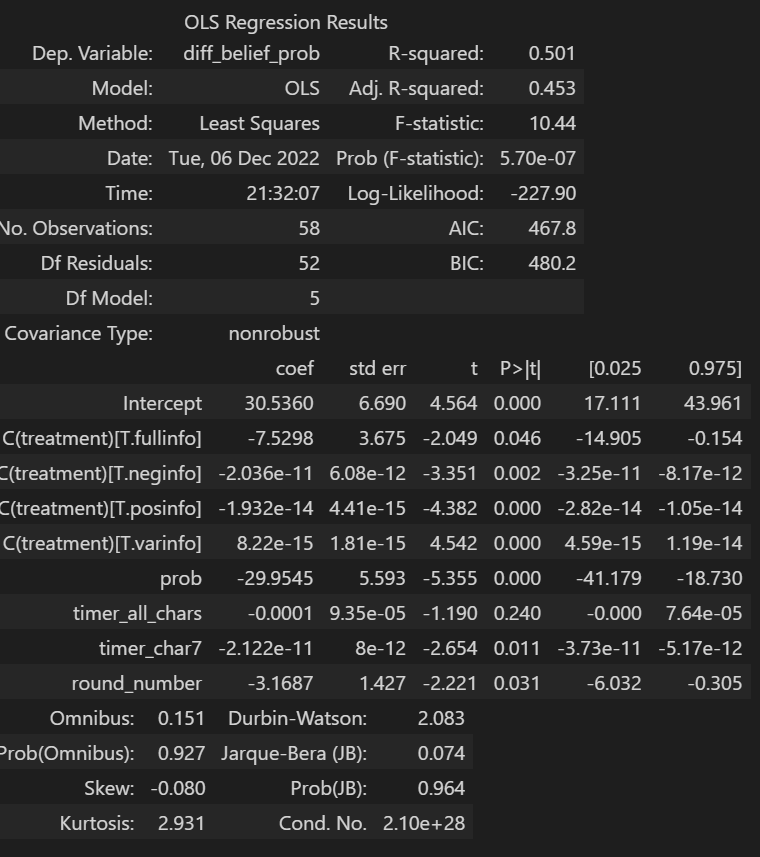 OLS Regression Results
Dep. Variable: diff_belief_prob R-squared: 0.501
Model: OLS Adj. R-squared: 0.453
Method: Least Squares F-statistic: 10.44
Date: Tue, 06 Dec 2022 Prob (F-statistic): 5.70e-07
Time: 21:32:07 Log-Likelihood: -227.90
No. Observations: 58 AIC: 467.8
Df Residuals: 52 BIC: 480.2
Df Model: 5
Covariance Type: nonrobust
coef std err t P>|t| [0.025 0.975]
Intercept 30.5360 6.690 4.564 0.000 17.111 43.961
C(treatment)[T.fullinfo] -7.5298 3.675 -2.049 0.046 -14.905 -0.154
C(treatment)[T.neginfo] -2.036e-11 6.08e-12 -3.351 0.002 -3.25e-11 -8.17e-12
C(treatment)[T.posinfo] -1.932e-14 4.41e-15 -4.382 0.000 -2.82e-14 -1.05e-14
C(treatment)[T.varinfo] 8.22e-15 1.81e-15 4.542 0.000 4.59e-15 1.19e-14
prob -29.9545 5.593 -5.355 0.000 -41.179 -18.730
timer_all_chars -0.0001 9.35e-05 -1.190 0.240 -0.000 7.64e-05
timer_char7 -2.122e-11 8e-12 -2.654 0.011 -3.73e-11 -5.17e-12
round_number -3.1687 1.427 -2.221 0.031 -6.032 -0.305
Omnibus: 0.151 Durbin-Watson: 2.083
Prob(Omnibus): 0.927 Jarque-Bera (JB): 0.074
Skew: -0.080 Prob(JB): 0.964
Kurtosis: 2.931 Cond. No. 2.10e+28